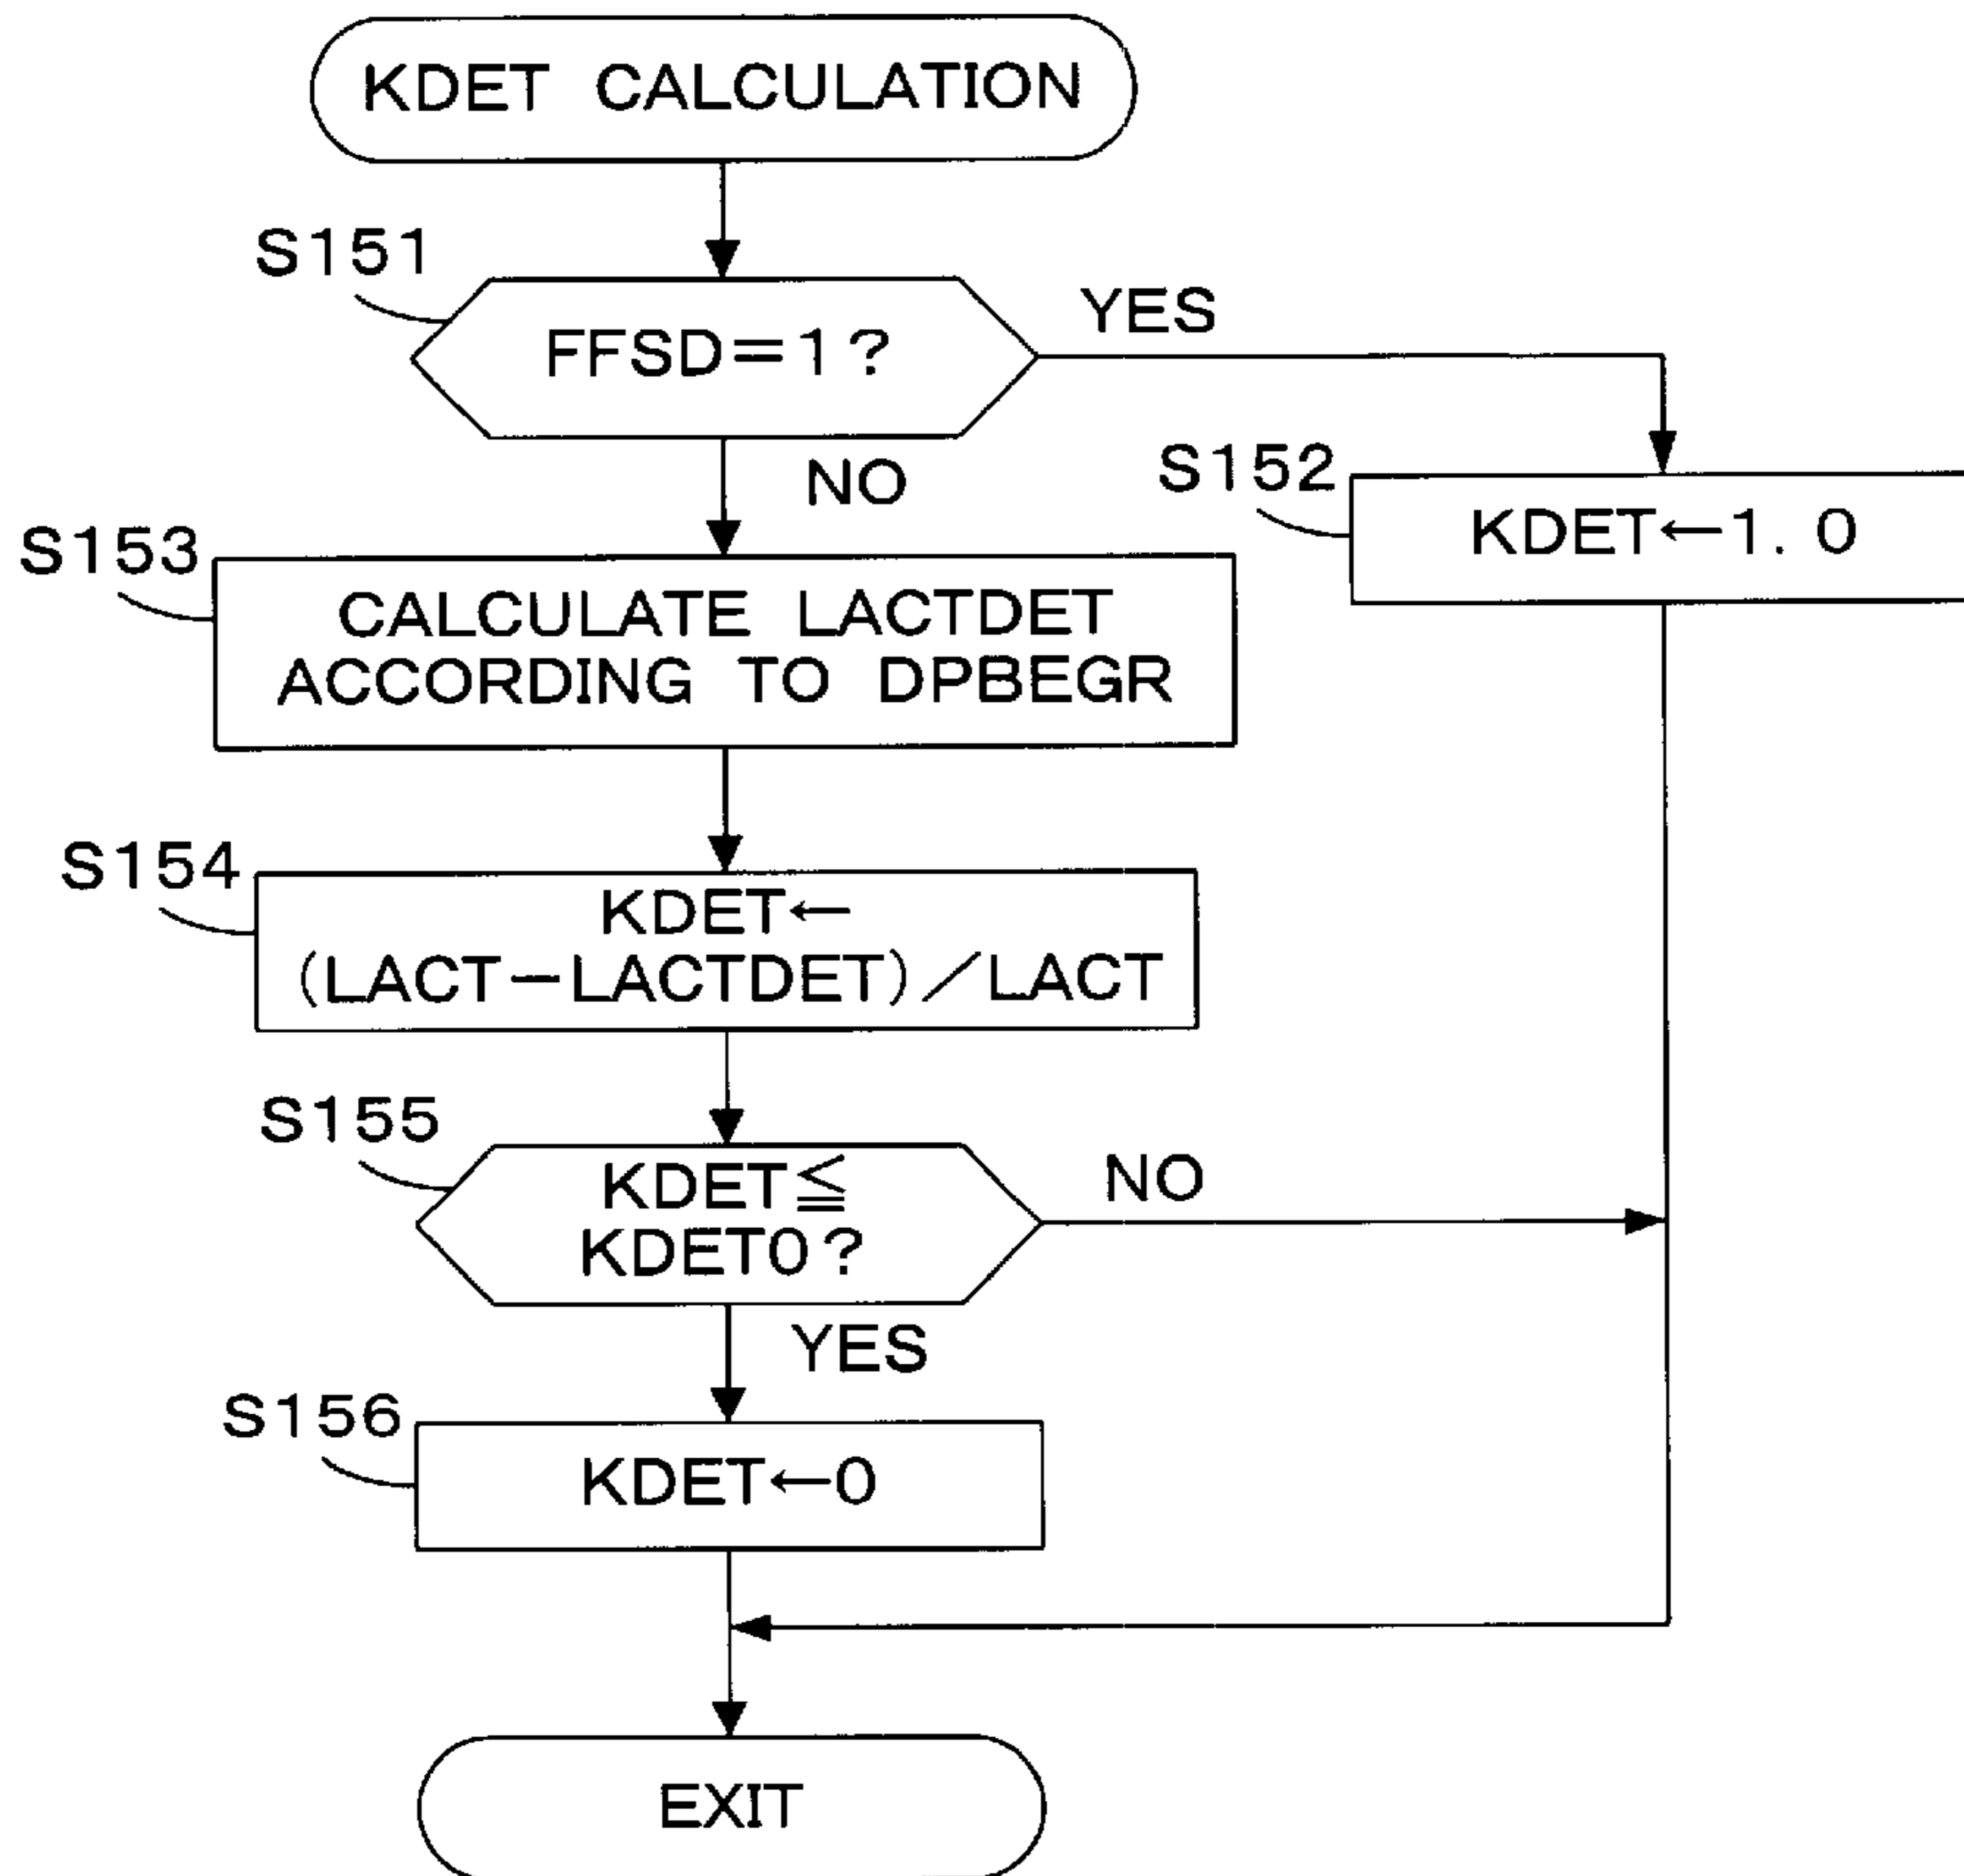 KDET CALCULATION
S151
FFSD=1?
YES
NO
S152
KDET←1.0
S153
CALCULATE LACTDET
ACCORDING TO DPBEGR
S154
KDET←
(LACT−LACTDET)/LACT
S155
KDET≦
KDET0?
NO
YES
S156
KDET←0
EXIT